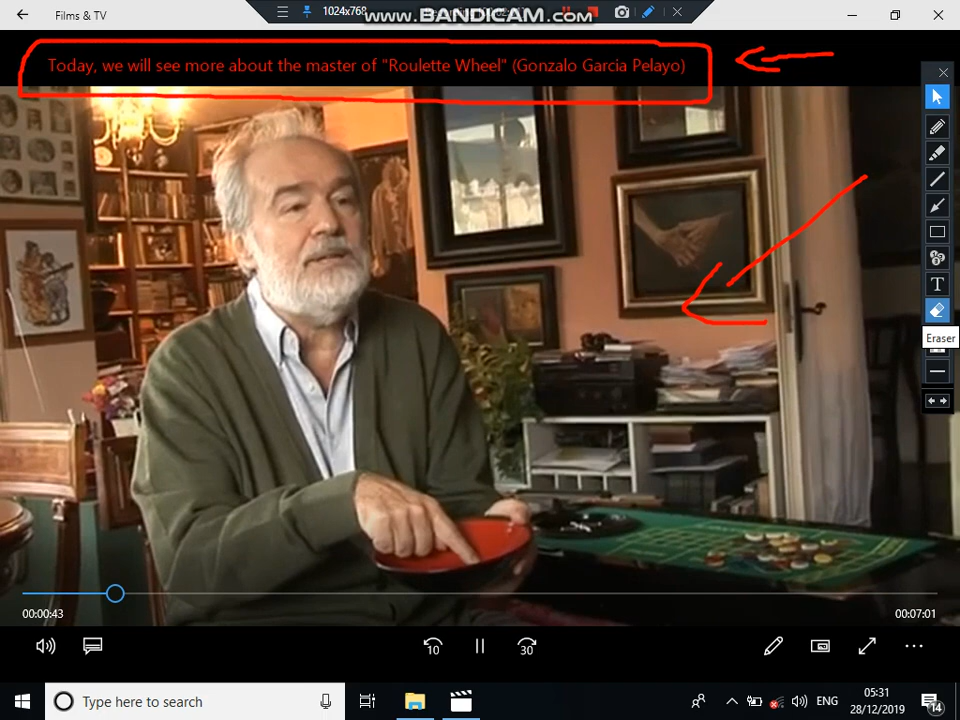 Films & TV
1024x768
www.BANDICAM.com
Today, we will see more about the master of "Roulette Wheel" (Gonzalo Garcia Pelayo)
T
Eraser
00:00:43
00:07:01
10
30
Type here to search
ENG
05:31
28/12/2019
14